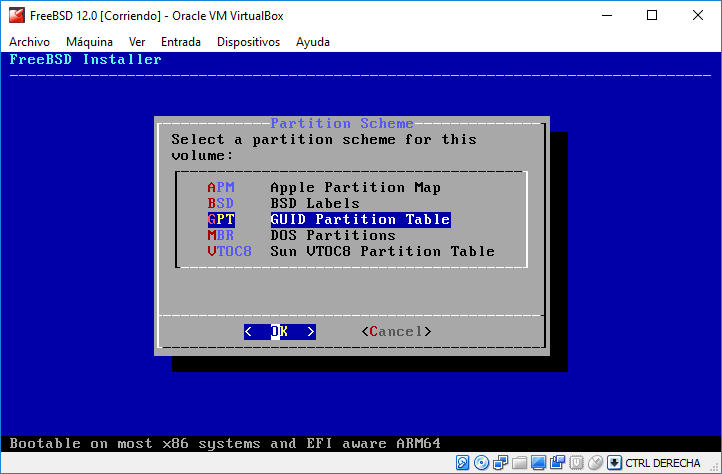 FreeBSD 12.0 [Corriendo] - Oracle VM VirtualBox
Archivo Máquina Ver Entrada Dispositivos Ayuda
FreeBSD Installer
Partition Scheme
Select a partition scheme for this
volume:
APM Apple Partition Map
BSD BSD Labels
GPT GUID Partition Table
MBR DOS Partitions
VTOC8 Sun VTOC8 Partition Table
< OK > <Cancel>
Bootable on most x86 systems and EFI aware ARM64
CTRL DERECHA